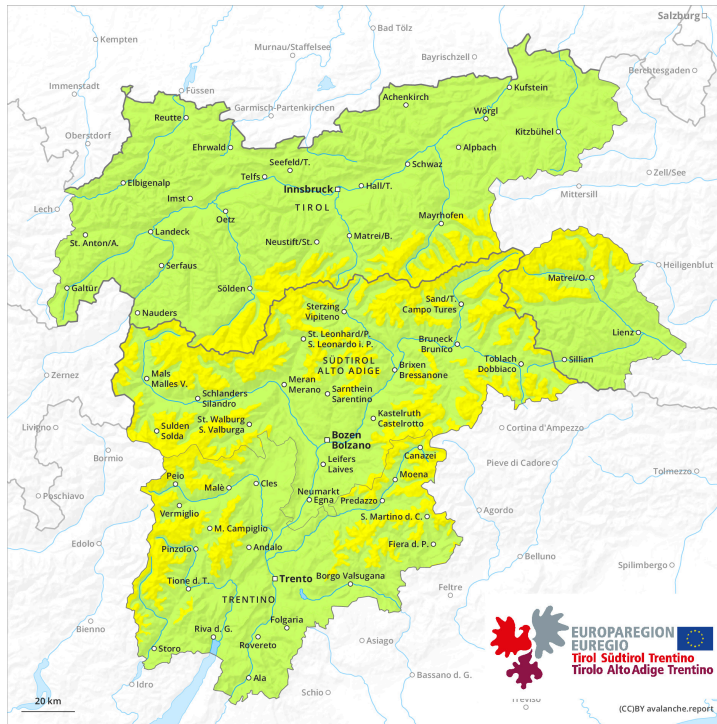 Salzburg
Kempten
Bad Tölz
Murnau/Staffelsee
Bayrischzell
Berchtesgaden
Immenstadt
Füssen
Garmisch-Partenkirchen
Achenkirch
Kufstein
Reutte
Wörgl
Oberstdorf
Ehrwald
Kitzbühel
Alpbach
Seefeld/T.
Schwaz
Telfs
Zell/See
Elbigenalp
Innsbruck
Hall/T.
Mittersill
Imst
TIROL
Lech
Oetz
Mayrhofen
St. Anton/A.
Landeck
Neustift/St.
Matrei/B.
Serfaus
Heiligenblut
Matrei/O.
Galtür
Sölden
Nauders
Sterzing
Vipiteno
Sand/T.
Campo Tures
St. Leonhard/P.
S. Leonardo i. P.
Lienz
Bruneck
Brunico
SÜDTIROL
ALTO ADIGE
Toblach
Dobbiaco
Sillian
Zernez
Mals
Malles V.
Meran
Merano
Brixen
Bressanone
Sarnthein
Sarentino
Schlanders
Silandro
St. Walburg
S. Valburga
Kastelruth
Castelrotto
Livigno
Sulden
Solda
Bozen
Bolzano
Cortina d'Ampezzo
Bormio
Canazei
Leifers
Laives
Pieve di Cadore
Tolmezzo
Peio
Moena
Poschiavo
Malè
Cles
Neumarkt
Egna
Predazzo
Vermiglio
Agordo
S. Martino d. C.
M. Campiglio
Edolo
Pinzolo
Andalo
Fiera d. P.
Belluno
Spilimbergo
Tione d. T.
Trento
Borgo Valsugana
Feltre
TRENTINO
Folgaria
Bienno
Riva d. G.
Rovereto
Asiago
Storo
Ala
Bassano d. G.
Idro
Schio
Treviso
EUROPAREGION
EUREGIO
Tirol Südtirol Trentino
Tirolo Alto Adige Trentino
20 km
(CC)BY avalanche.report